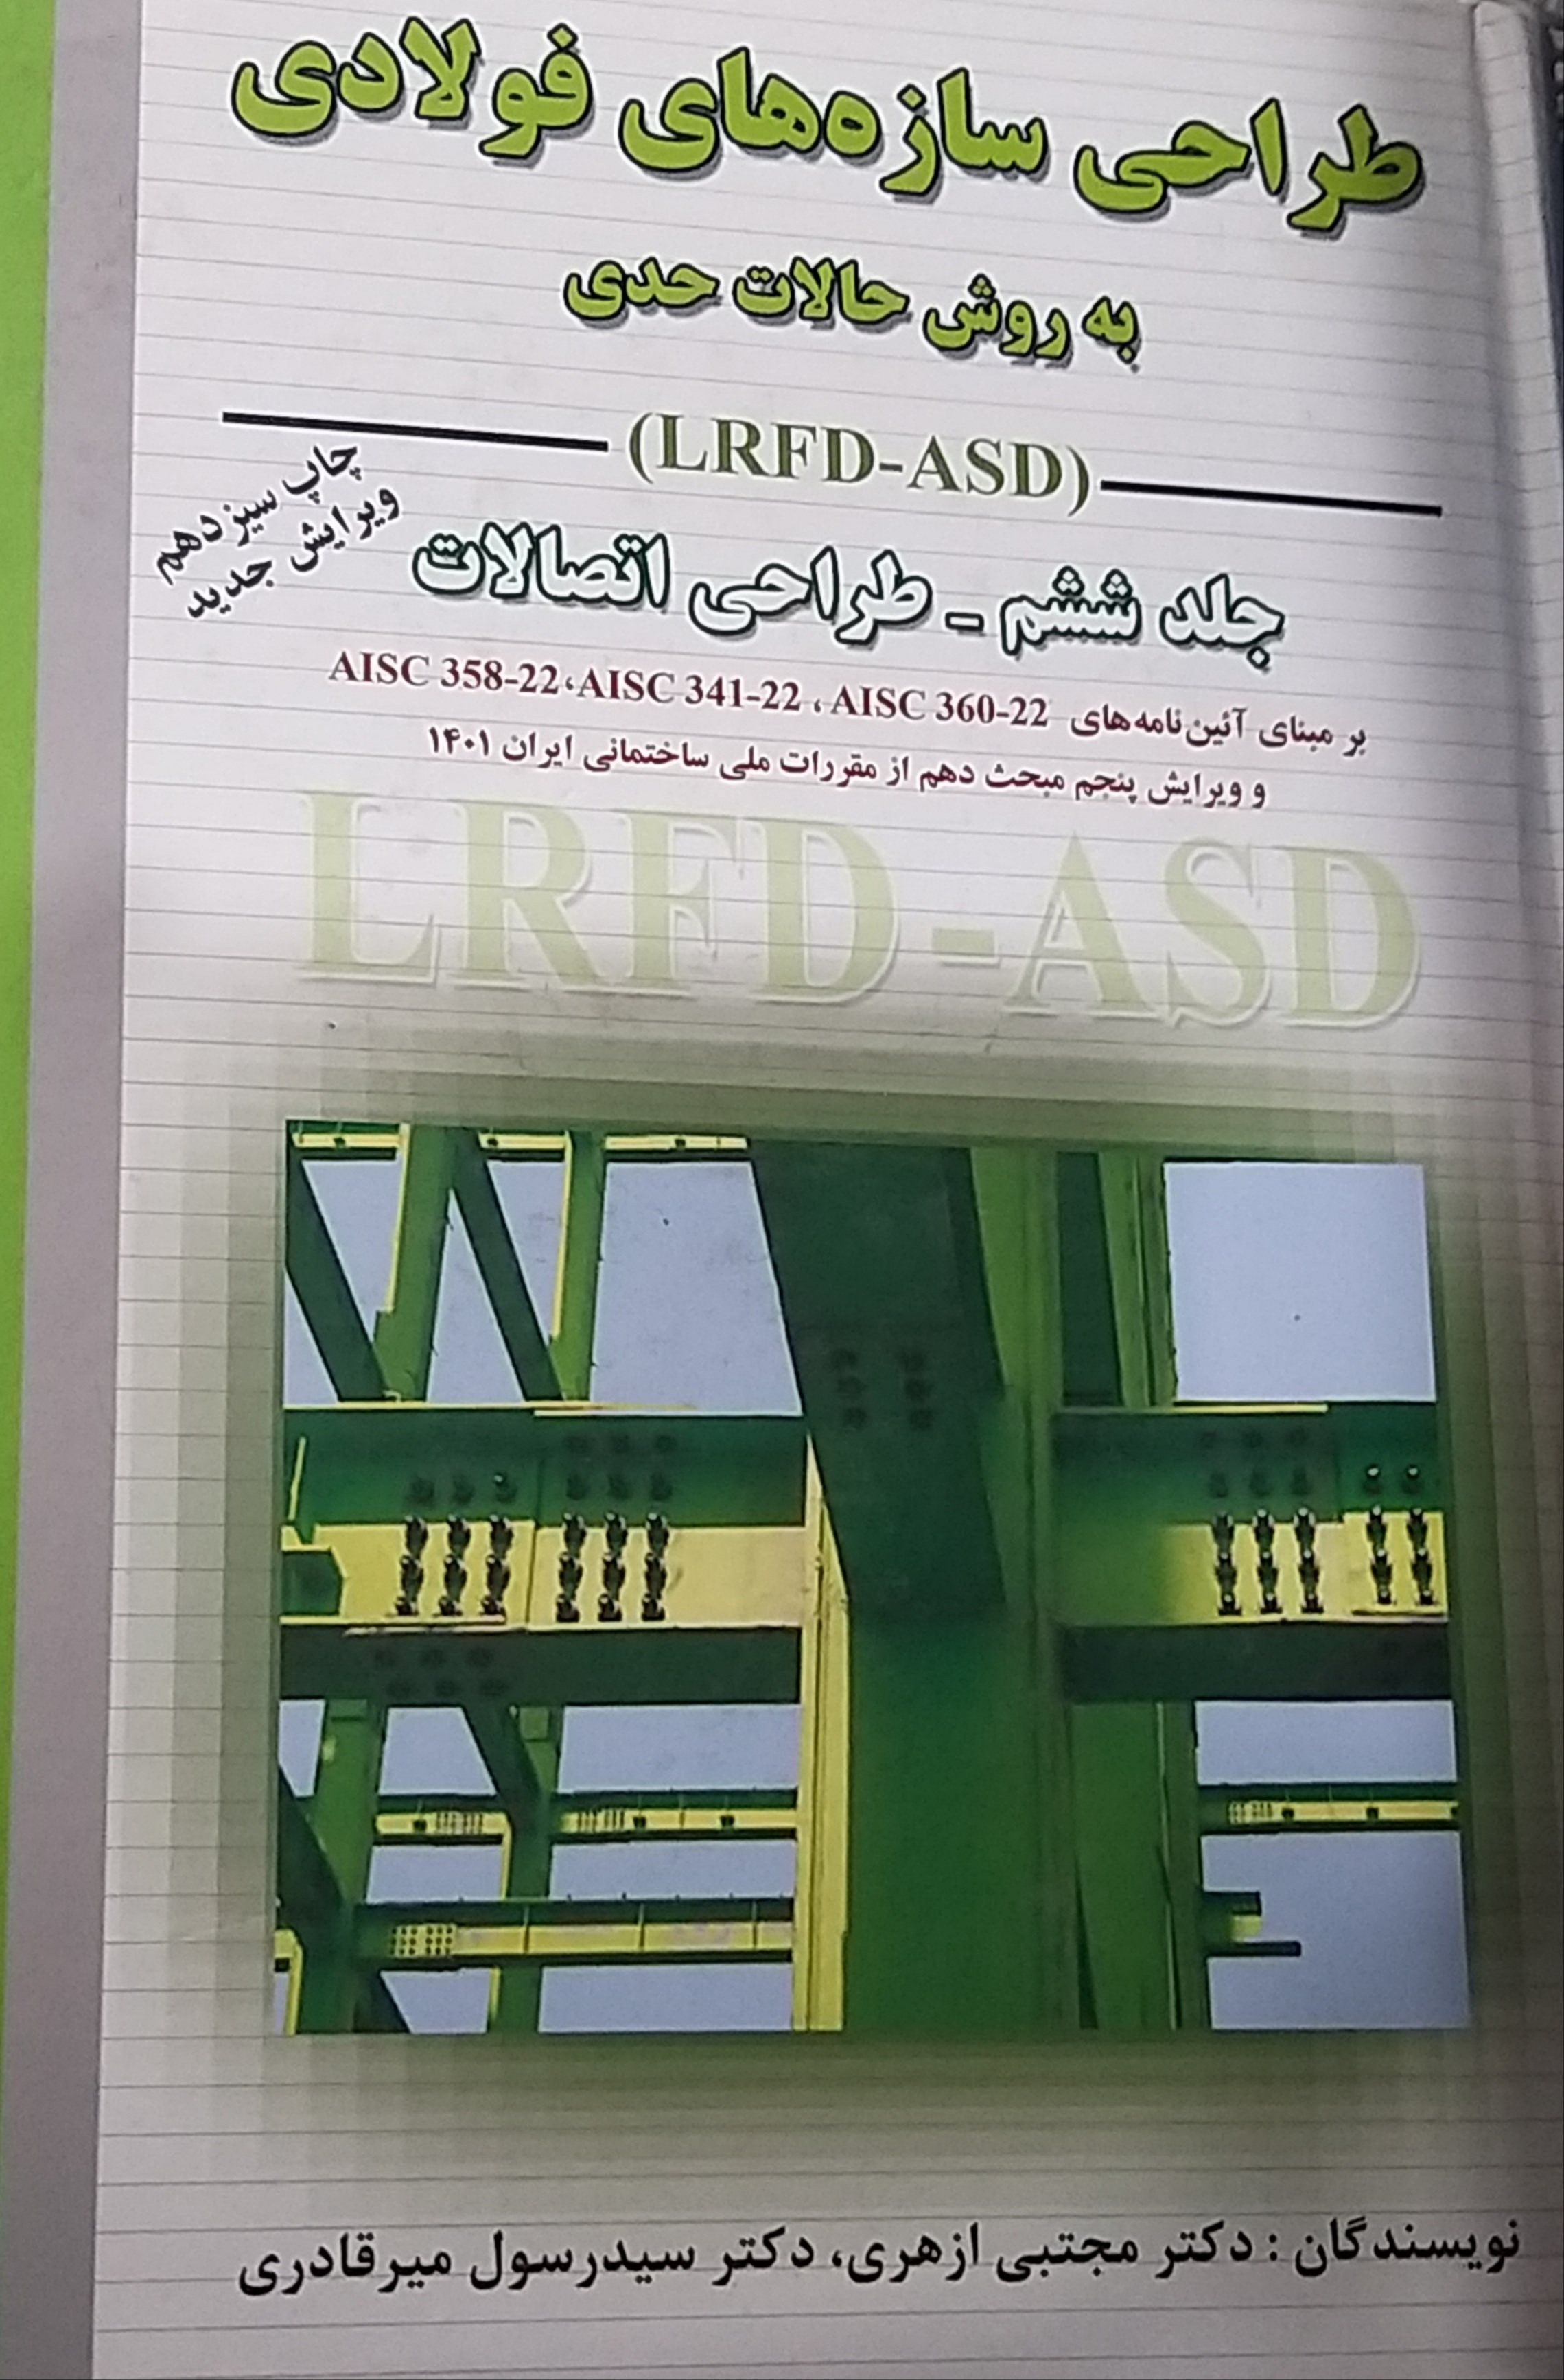 طراحی سازه‌های فولادی
به روش حالات حدی
(LRFD-ASD)
چاپ سیزدهم
ویرایش جدید
جلد ششم - طراحی اتصالات
بر مبنای آئین‌نامه‌های AISC 360-22 ، AISC 341-22، AISC 358-22
و ویرایش پنجم مبحث دهم از مقررات ملی ساختمانی ایران ۱۴۰۱
LRFD-ASD
نویسندگان : دکتر مجتبی ازهری، دکتر سیدرسول میرقادری